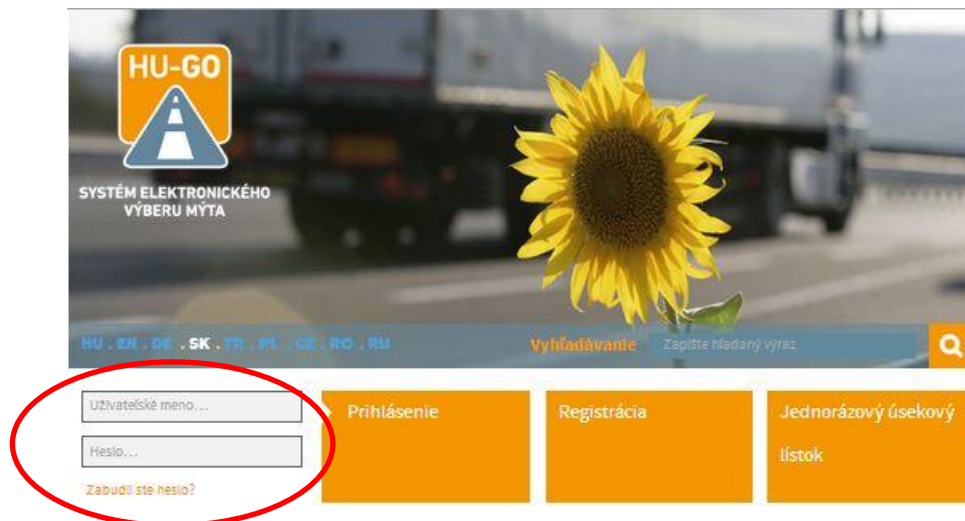 HU-GO
SYSTÉM ELEKTRONICKÉHO
VÝBERU MÝTA
HU . EN . DE . SK . TR . PL . CZ . RO . RU
Vyhľadávanie
Zapíšte hľadaný výraz
Užívateľské meno...
Heslo...
Zabudli ste heslo?
Prihlásenie
Registrácia
Jednorázový úsekový
lístok